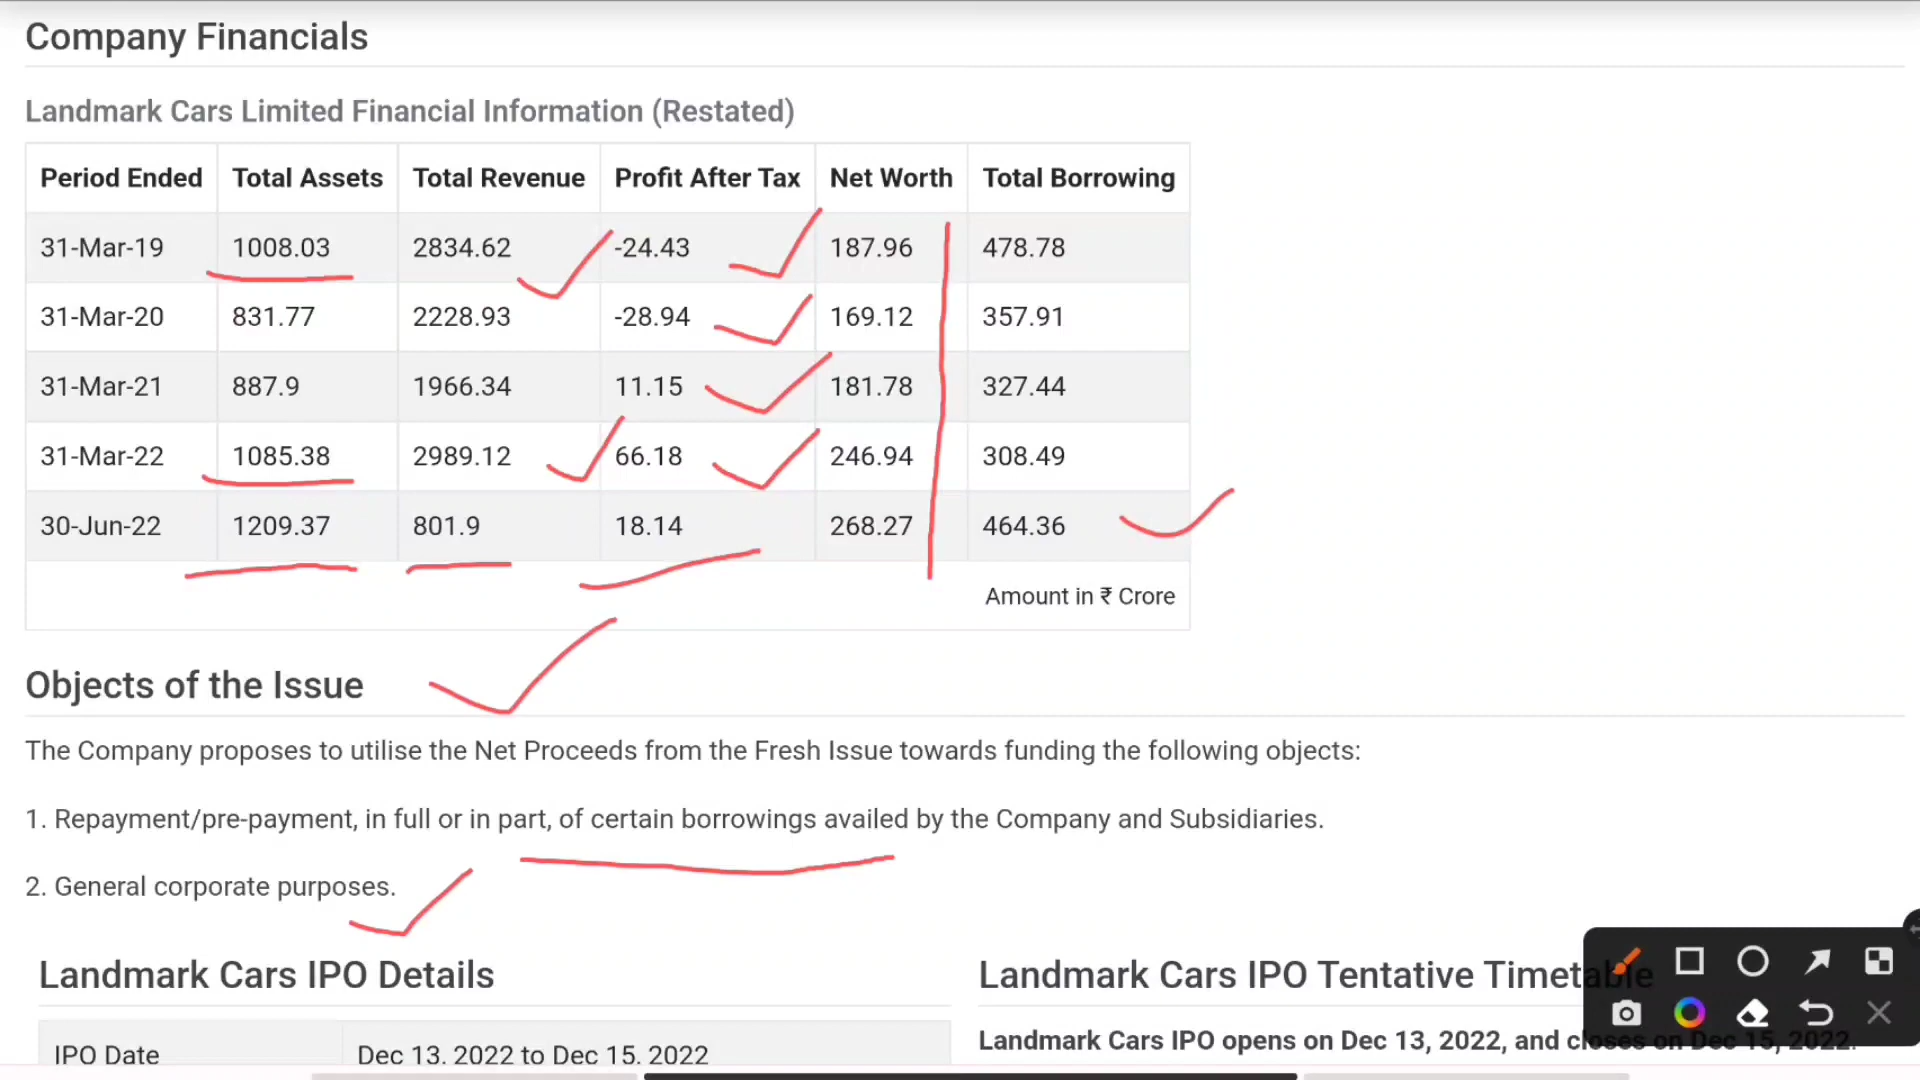 Company Financials
Landmark Cars Limited Financial Information (Restated)
Period Ended Total Assets Total Revenue Profit After Tax Net Worth Total Borrowing
31-Mar-19 1008.03 2834.62 -24.43 187.96 478.78
31-Mar-20 831.77 2228.93 -28.94 169.12 357.91
31-Mar-21 887.9 1966.34 11.15 181.78 327.44
31-Mar-22 1085.38 2989.12 66.18 246.94 308.49
30-Jun-22 1209.37 801.9 18.14 268.27 464.36
Amount in ₹ Crore
Objects of the Issue
The Company proposes to utilise the Net Proceeds from the Fresh Issue towards funding the following objects:
1. Repayment/pre-payment, in full or in part, of certain borrowings availed by the Company and Subsidiaries.
2. General corporate purposes.
Landmark Cars IPO Details
IPO Date Dec 13, 2022 to Dec 15, 2022
Landmark Cars IPO Tentative Timetable
Landmark Cars IPO opens on Dec 13, 2022, and closes on Dec 15, 2022.